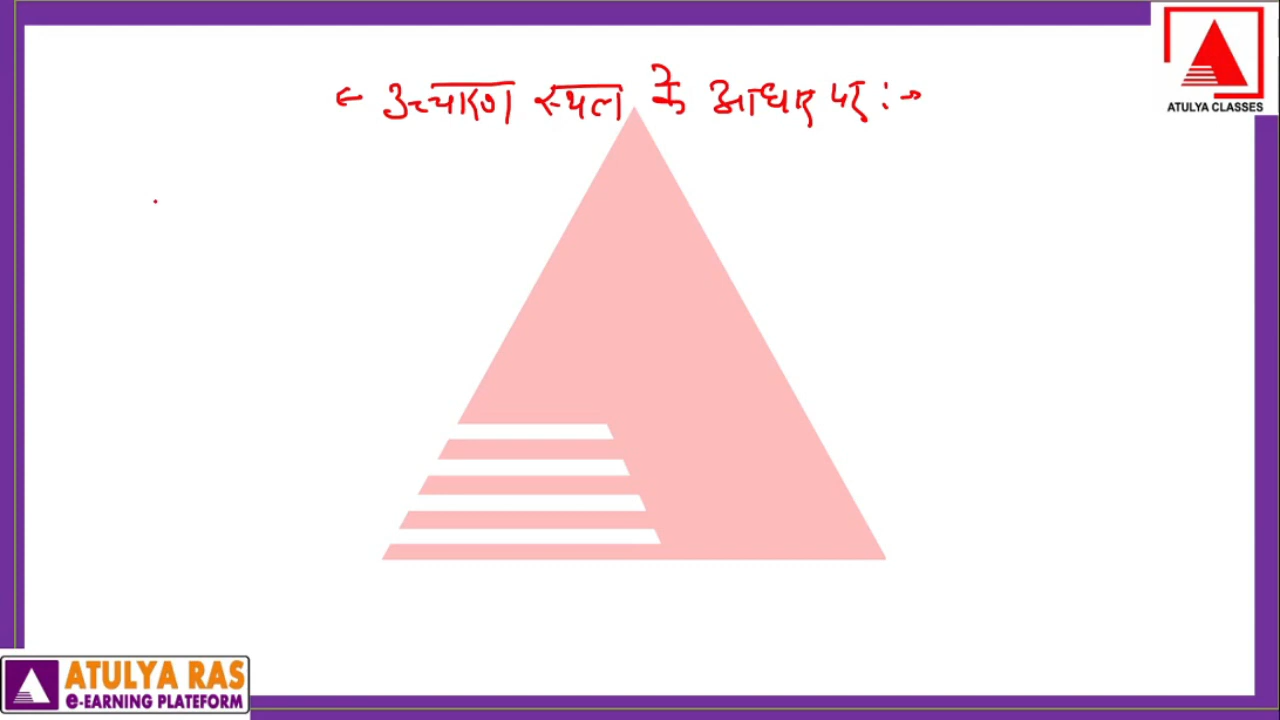 ← उच्चारण स्थल के आधार पर :→
ATULYA CLASSES
ATULYA RAS
e-EARNING PLATEFORM